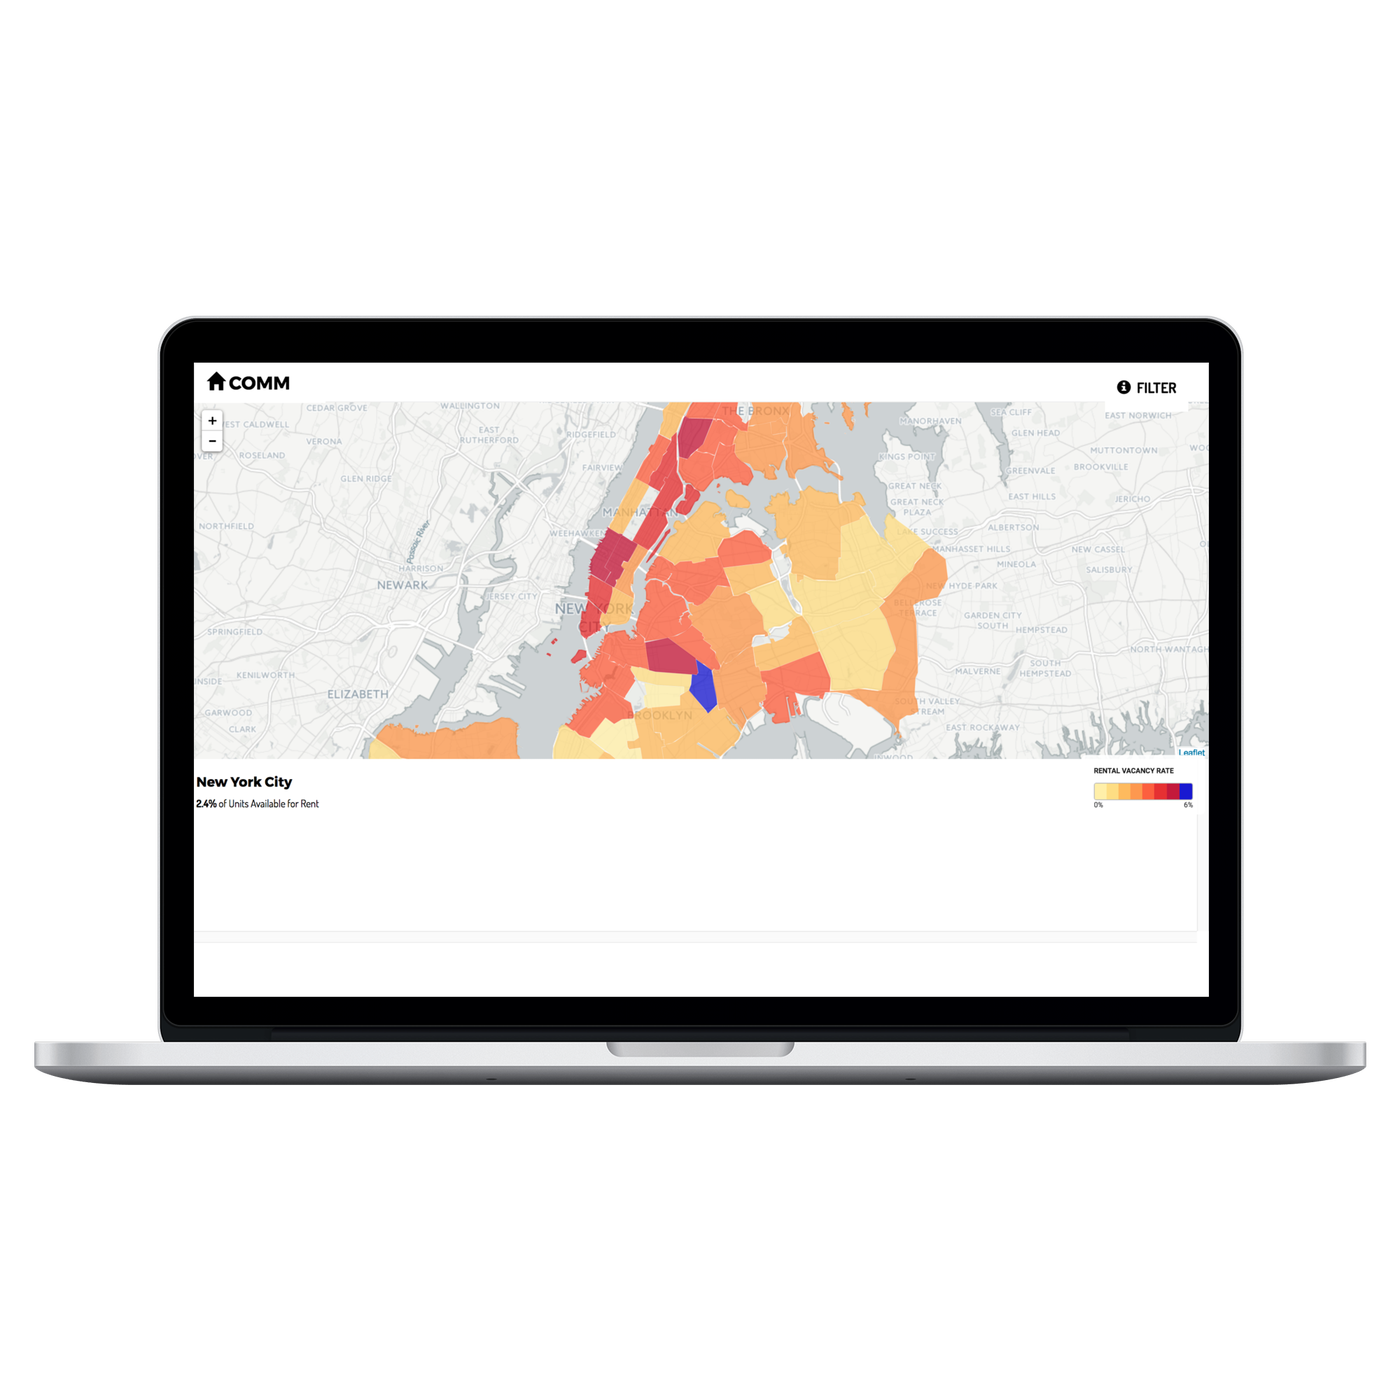 COMM
FILTER
+
−
CEDAR GROVE
WALLINGTON
THE BRONX
SEA CLIFF
EAST NORWICH
EST CALDWELL
MANORHAVEN
EAST
RUTHERFORD
RIDGEFIELD
GLEN HEAD
VERONA
MUTTONTOWN
VER
ROSELAND
KINGS POINT
FAIRVIEW
GREENVALE
BROOKVILLE
GLEN RIDGE
GREAT NECK
EAST HILLS
JERICHO
GREAT NECK
PLAZA
MANHATTAN
NORTHFIELD
Passaic River
WEEHAWKEN
LAKE SUCCESS
ALBERTSON
MANHASSET HILLS
NEW CASSEL
HARRISON
MINEOLA
SALISBURY
NEWARK
NEW HYDE PARK
ERSEY CITY
NEW YORK
CITY
BELLEROSE
TERRACE
GARDEN CITY
SOUTH
HEMPSTEAD
SPRINGFIELD
NORTH WANTAGH
SOUTH
HEMPSTEAD
KENILWORTH
MALVERNE
INSIDE
ELIZABETH
SOUTH VALLEY
STREAM
GARWOOD
BROOKLYN
CLARK
EAST ROCKAWAY
INWOOD
Leaflet
New York City
2.4% of Units Available for Rent
RENTAL VACANCY RATE
0%
6%